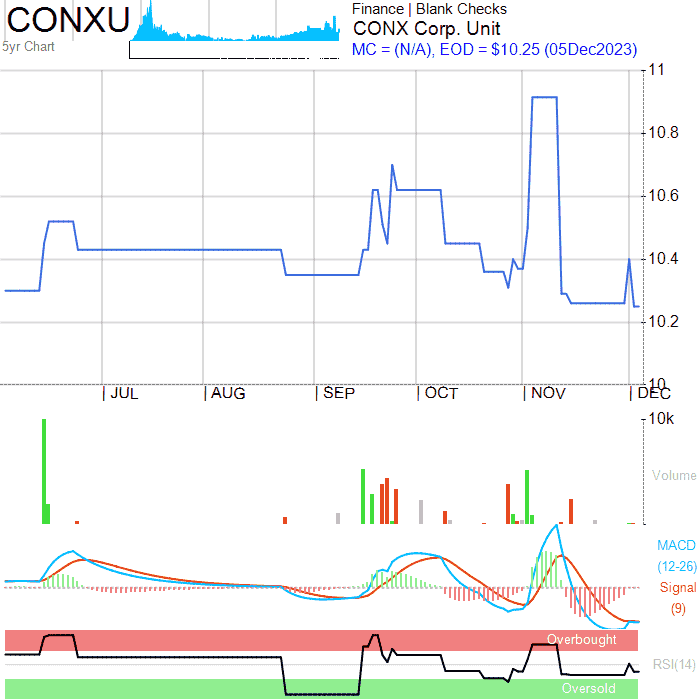 CONXU
5yr Chart
Finance | Blank Checks
CONX Corp. Unit
MC = (N/A), EOD = $10.25 (05Dec2023)
11
10.8
10.6
10.4
10.2
10
| JUL | AUG | SEP | OCT | NOV | DEC
10k
Volume
MACD
(12-26)
Signal
(9)
Overbought
RSI(14)
Oversold